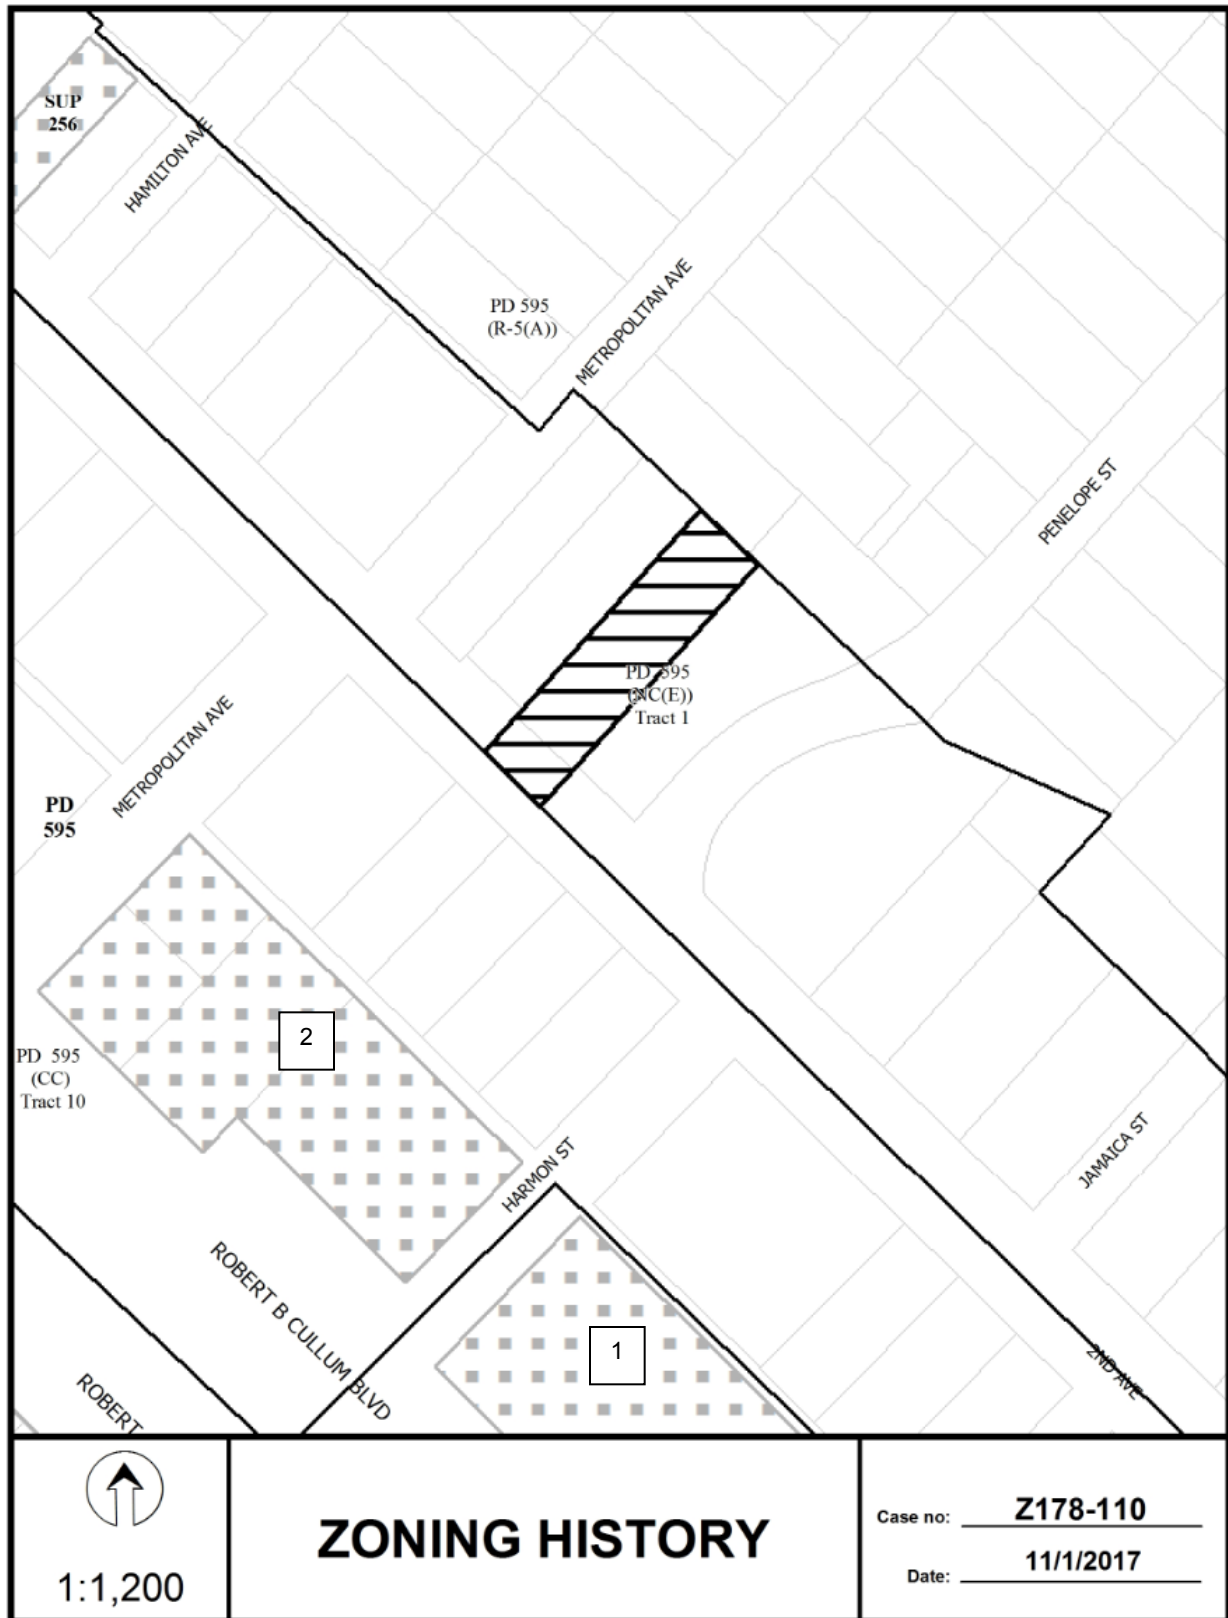 SUP
256
HAMILTON AVE
PD 595
(R-5(A))
METROPOLITAN AVE
PENELOPE ST
PD 595
(NC(E))
Tract 1
METROPOLITAN AVE
PD
595
2
PD 595
(CC)
Tract 10
HARMON ST
JAMAICA ST
ROBERT B CULLUM BLVD
1
2ND AVE
ROBERT
1:1,200
ZONING HISTORY
Case no: Z178-110
Date: 11/1/2017